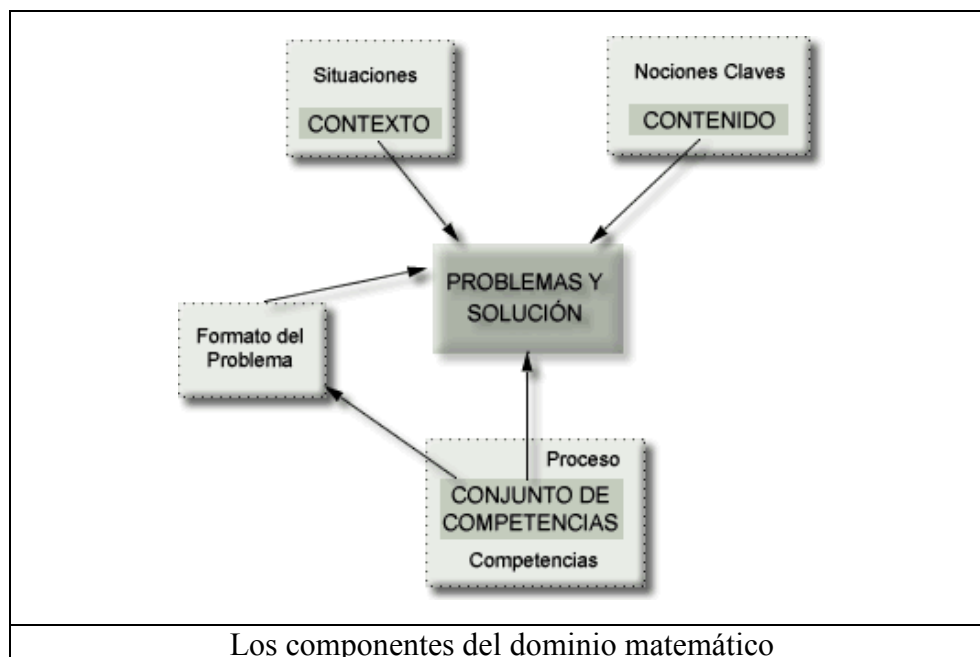 Situaciones
CONTEXTO
Nociones Claves
CONTENIDO
PROBLEMAS Y
SOLUCIÓN
Formato del
Problema
Proceso
CONJUNTO DE
COMPETENCIAS
Competencias
Los componentes del dominio matemático